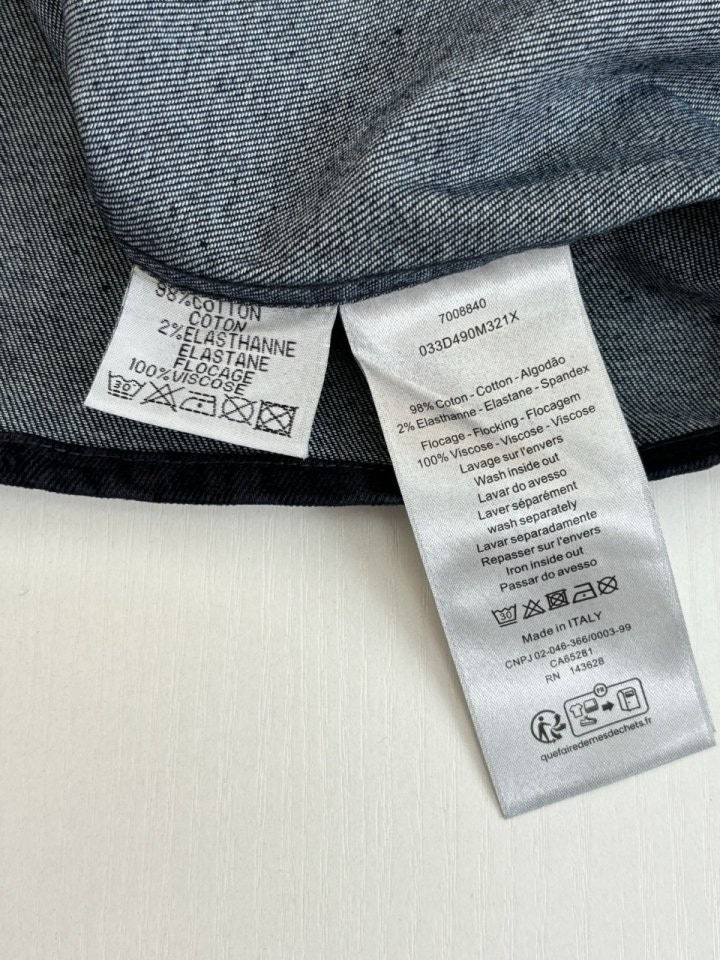 98%COTTON
COTON
2%ELASTHANNE
ELASTANE
FLOCAGE
100%VISCOSE
30
7008840
033D490M321X
98% Coton - Cotton - Algodão
2% Elasthanne - Elastane - Spandex
Flocage - Flocking - Flocagem
100% Viscose - Viscose - Viscose
Lavage sur l'envers
Wash inside out
Lavar do avesso
Laver séparément
wash separately
Lavar separadamente
Repasser sur l'envers
Iron inside out
Passar do avesso
30
Made in ITALY
CNPJ 02-046-366/0003-99
CA65281
RN 143628
FR
quefairedemesdechets.fr